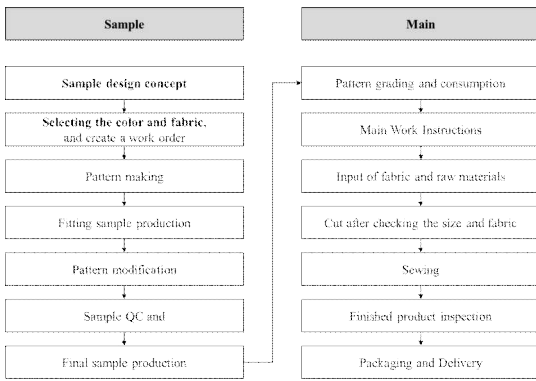 Sample
Sample design concept
Selecting the color and fabric,
and create a work order
Pattern making
Fitting sample production
Pattern modification
Sample QC and
Final sample production
Main
Pattern grading and consumption
Main Work Instructions
Input of fabric and raw materials
Cut after checking the size and fabric
Sewing
Finished product inspection
Packaging and Delivery